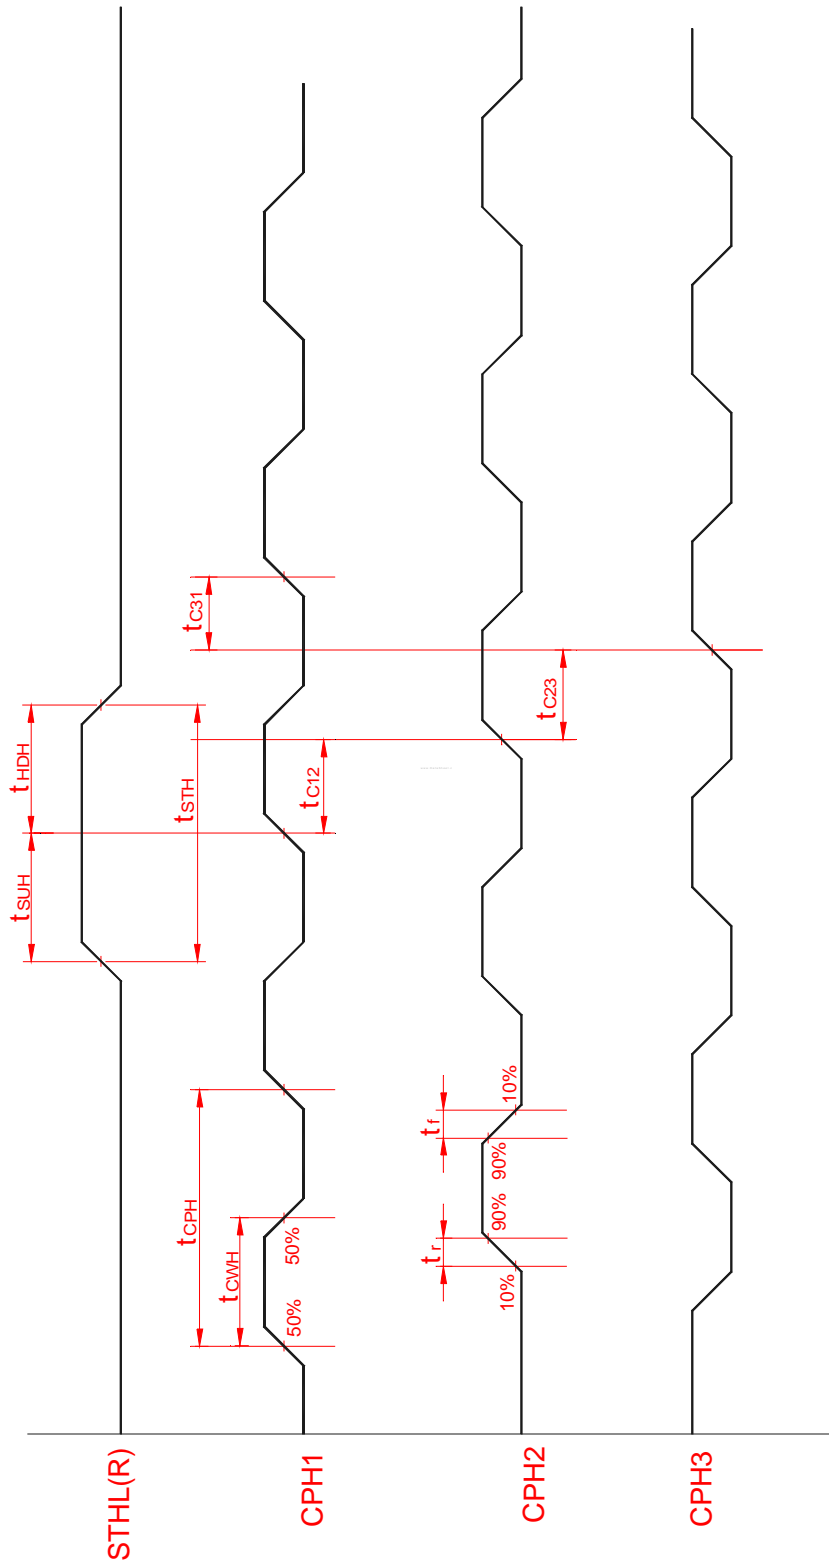 STHL(R)
tSUH
tHDH
tSTH
CPH1
tCWH
tCPH
50%
50%
tC12
tC31
CPH2
tr
tf
10%
90%
90%
10%
tC23
CPH3